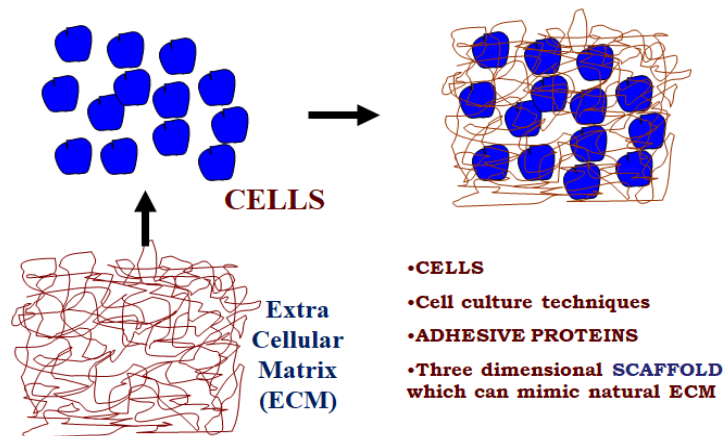 CELLS
Extra
Cellular
Matrix
(ECM)
•CELLS
•Cell culture techniques
•ADHESIVE PROTEINS
•Three dimensional SCAFFOLD
which can mimic natural ECM